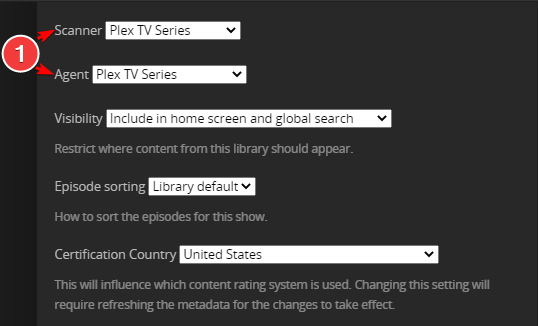 Scanner Plex TV Series
1
Agent Plex TV Series
Visibility Include in home screen and global search
Restrict where content from this library should appear.
Episode sorting Library default
How to sort the episodes for this show.
Certification Country United States
This will influence which content rating system is used. Changing this setting will
require refreshing the metadata for the changes to take effect.